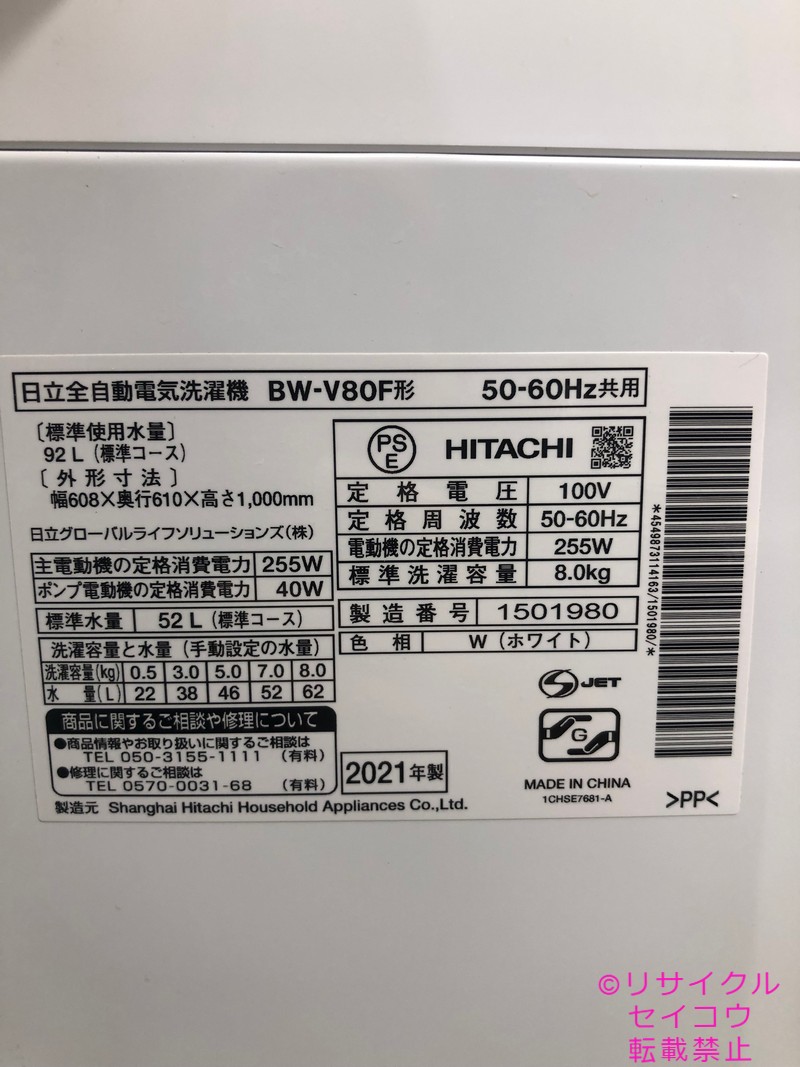 日立全自動電気洗濯機 BW-V80F形 50-60Hz共用
〔標準使用水量〕
92 L (標準コース)
〔外形寸法〕
幅608×奥行610×高さ1,000mm
日立グローバルライフソリューションズ(株)
主電動機の定格消費電力 255W
ポンプ電動機の定格消費電力 40W
標準水量 52 L (標準コース)
洗濯容量と水量 (手動設定の水量)
洗濯容量(kg) 0.5 3.0 5.0 7.0 8.0
水量(L) 22 38 46 52 62
商品に関するご相談や修理について
●商品情報やお取り扱いに関するご相談は
TEL 050-3155-1111 (有料)
●修理に関するご相談は
TEL 0570-0031-68 (有料)
製造元 Shanghai Hitachi Household Appliances Co.,Ltd.
PS E HITACHI
定格電圧 100V
定格周波数 50-60Hz
電動機の定格消費電力 255W
標準洗濯容量 8.0kg
製造番号 1501980
色相 W (ホワイト)
S JET
G
2021年製
MADE IN CHINA
1CHSE7681-A
>PP<
*4549873114163/1501980/*
©リサイクル
セイコウ
転載禁止